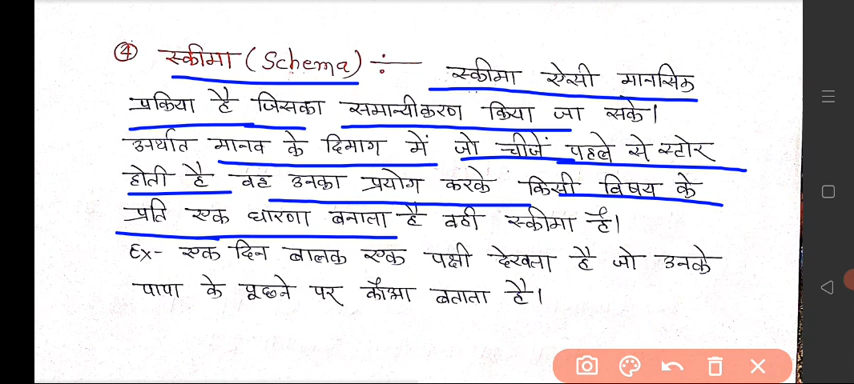 ④ स्कीमा (Schema) ÷ स्कीमा ऐसी मानसिक
प्रकिया है जिसका समान्यीकरण किया जा सके।
अर्थात मानव के दिमाग में जो चीजें पहले से स्टोर
होती है वह उनका प्रयोग करके किसी विषय के
प्रति एक धारणा बनाला है वही स्कीमा है।
Ex- एक दिन बालक एक पक्षी देखता है जो उनके
पापा के पूछने पर कौआ बताता है।